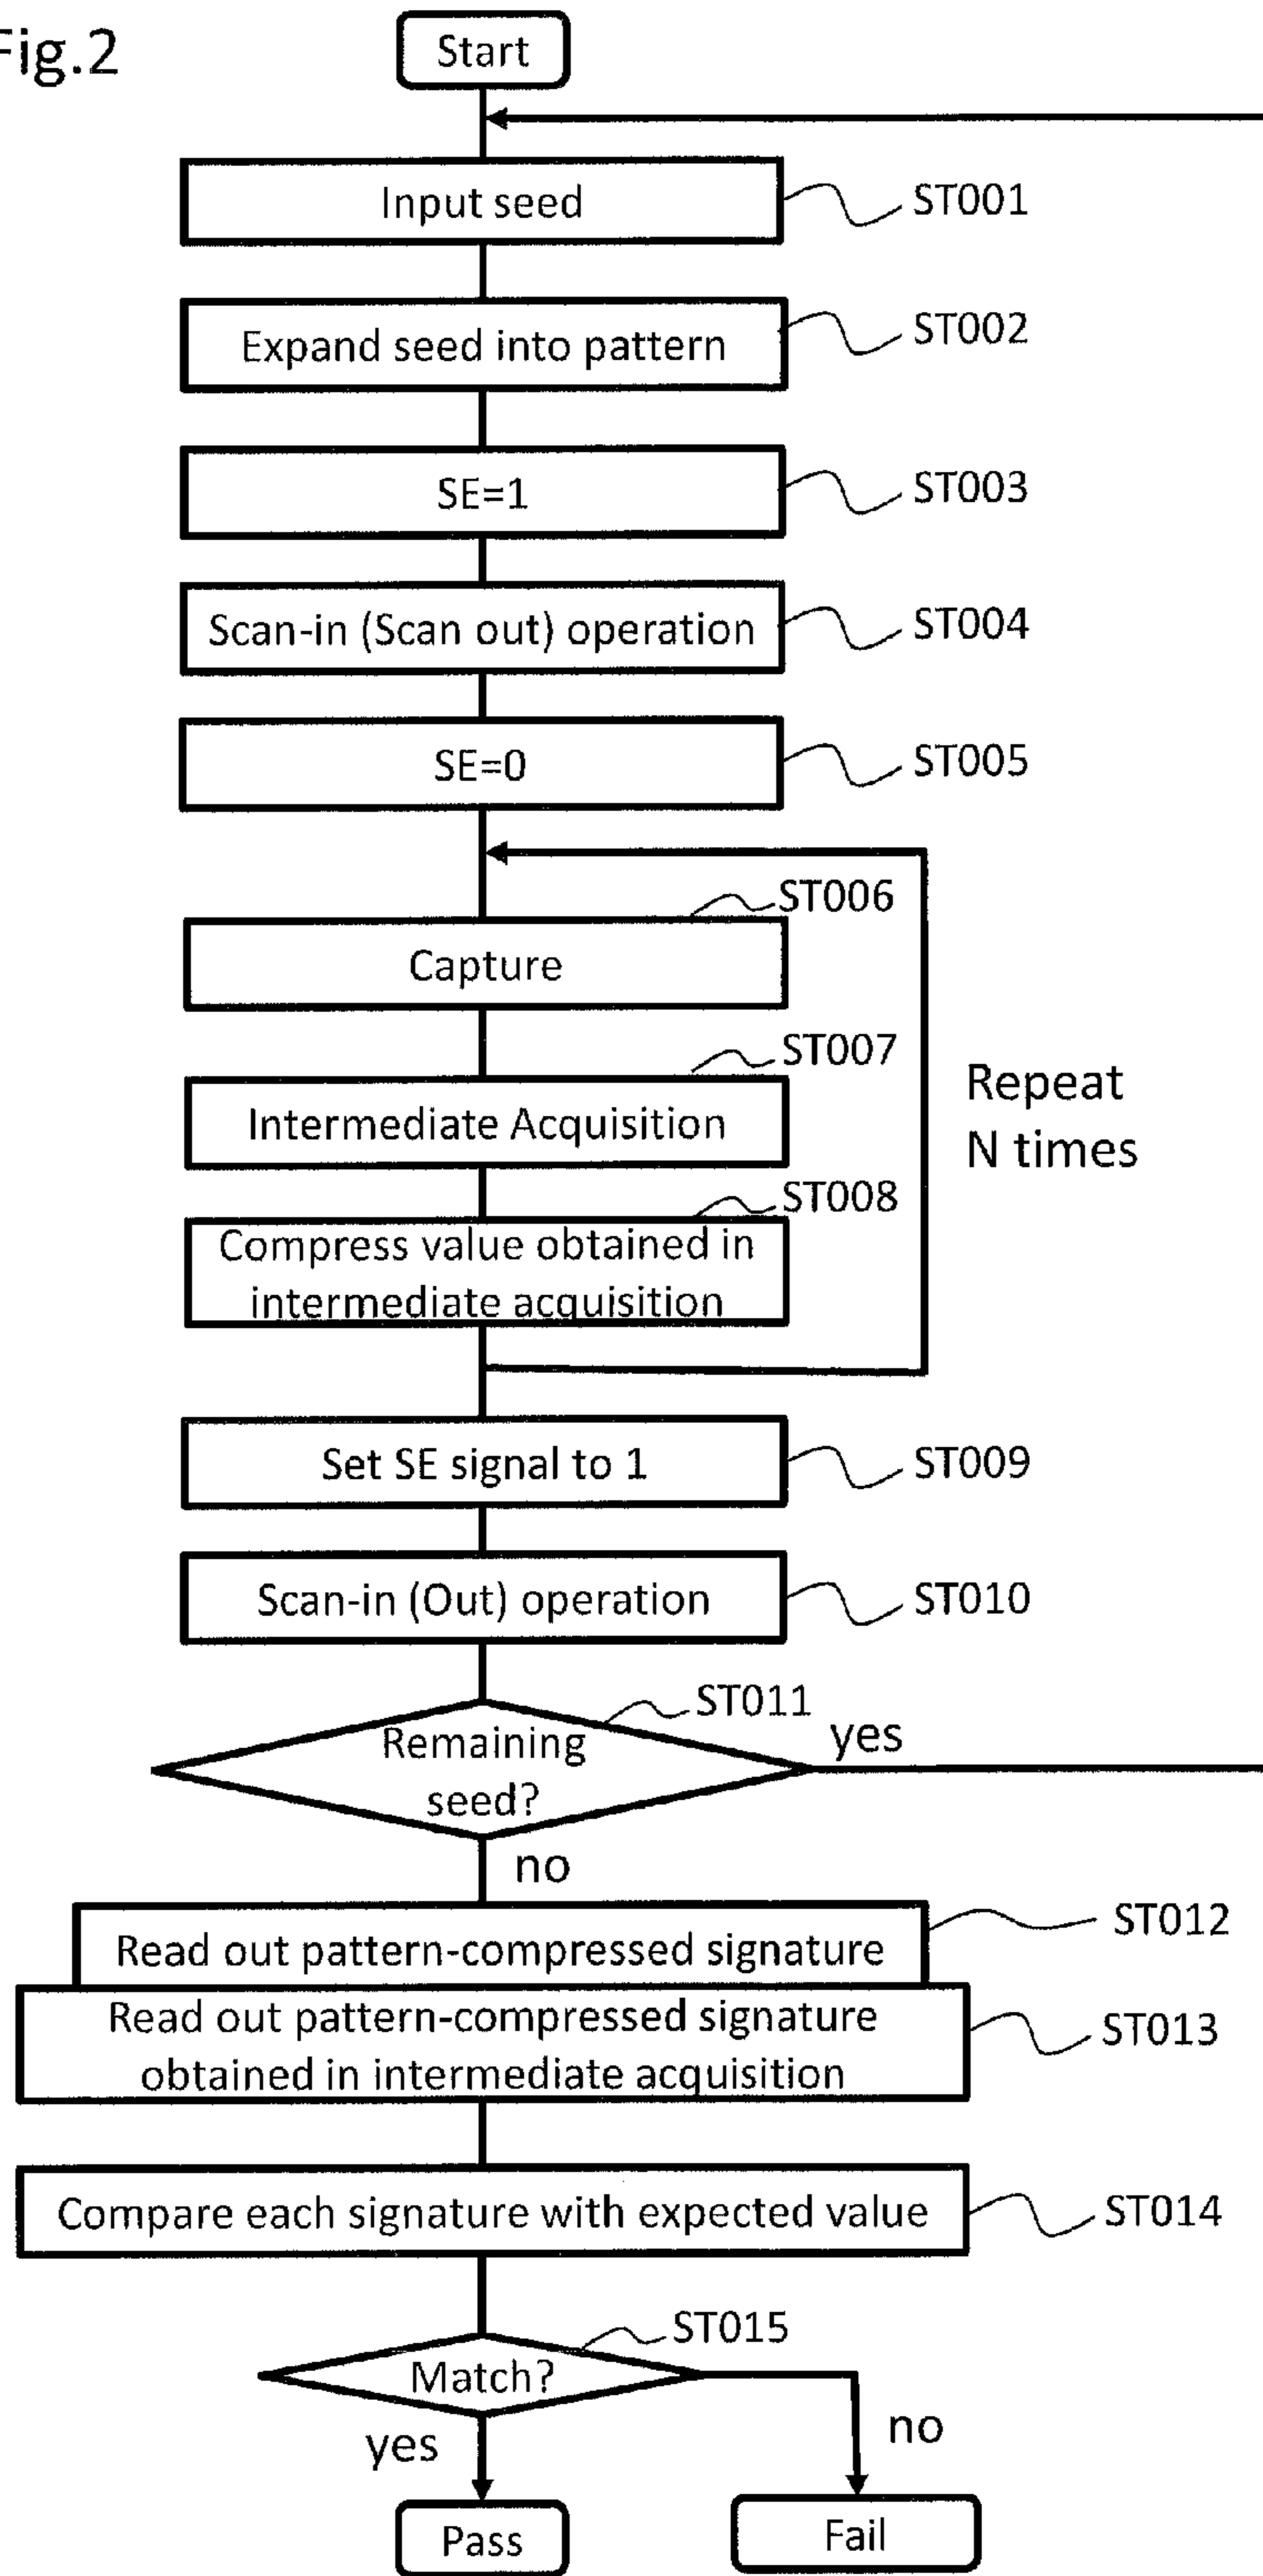 Fig.2
Start
Input seed
ST001
Expand seed into pattern
ST002
SE=1
ST003
Scan-in (Scan out) operation
ST004
SE=0
ST005
ST006
Capture
ST007
Intermediate Acquisition
Repeat
N times
ST008
Compress value obtained in
intermediate acquisition
Set SE signal to 1
ST009
Scan-in (Out) operation
ST010
ST011
Remaining
seed?
yes
no
Read out pattern-compressed signature
ST012
Read out pattern-compressed signature
obtained in intermediate acquisition
ST013
Compare each signature with expected value
ST014
ST015
Match?
yes
no
Pass
Fail